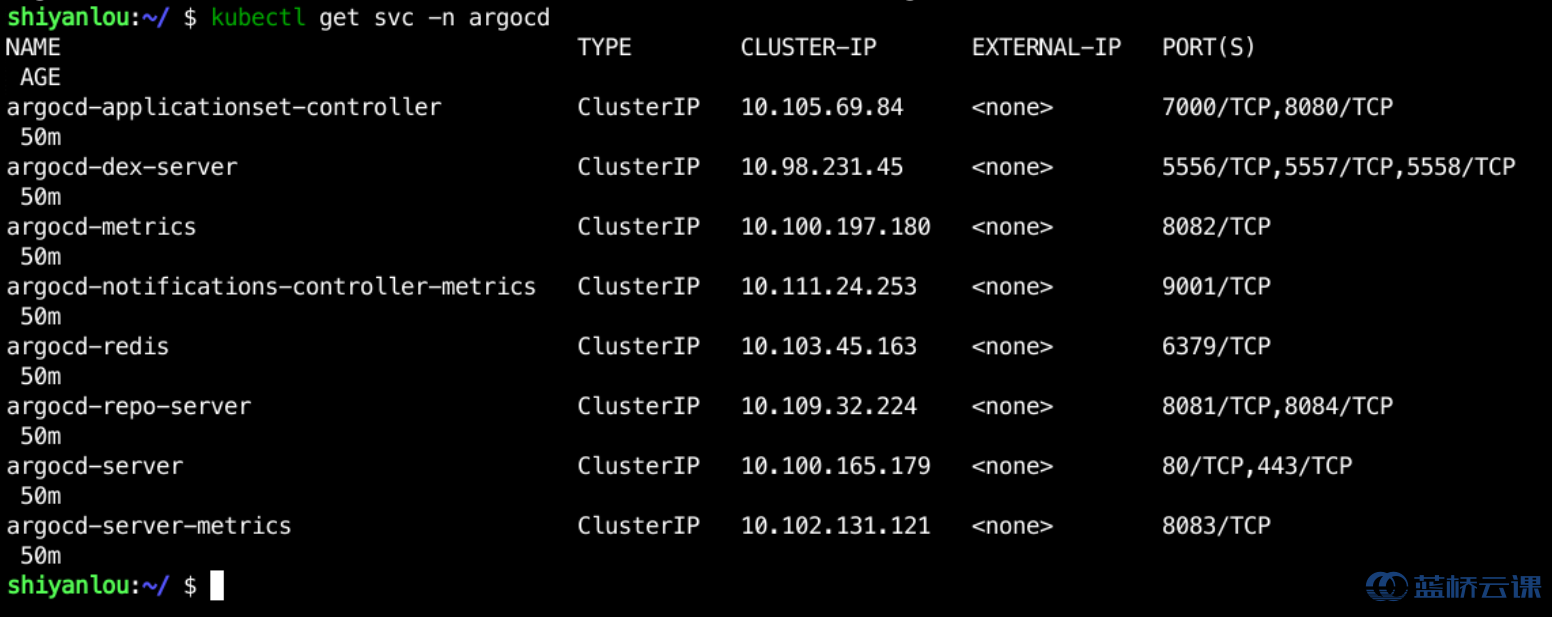 shiyanlou:~/ $ kubectl get svc -n argocd
NAME TYPE CLUSTER-IP EXTERNAL-IP PORT(S)
AGE
argocd-applicationset-controller ClusterIP 10.105.69.84 <none> 7000/TCP,8080/TCP
50m
argocd-dex-server ClusterIP 10.98.231.45 <none> 5556/TCP,5557/TCP,5558/TCP
50m
argocd-metrics ClusterIP 10.100.197.180 <none> 8082/TCP
50m
argocd-notifications-controller-metrics ClusterIP 10.111.24.253 <none> 9001/TCP
50m
argocd-redis ClusterIP 10.103.45.163 <none> 6379/TCP
50m
argocd-repo-server ClusterIP 10.109.32.224 <none> 8081/TCP,8084/TCP
50m
argocd-server ClusterIP 10.100.165.179 <none> 80/TCP,443/TCP
50m
argocd-server-metrics ClusterIP 10.102.131.121 <none> 8083/TCP
50m
shiyanlou:~/ $
蓝桥云课